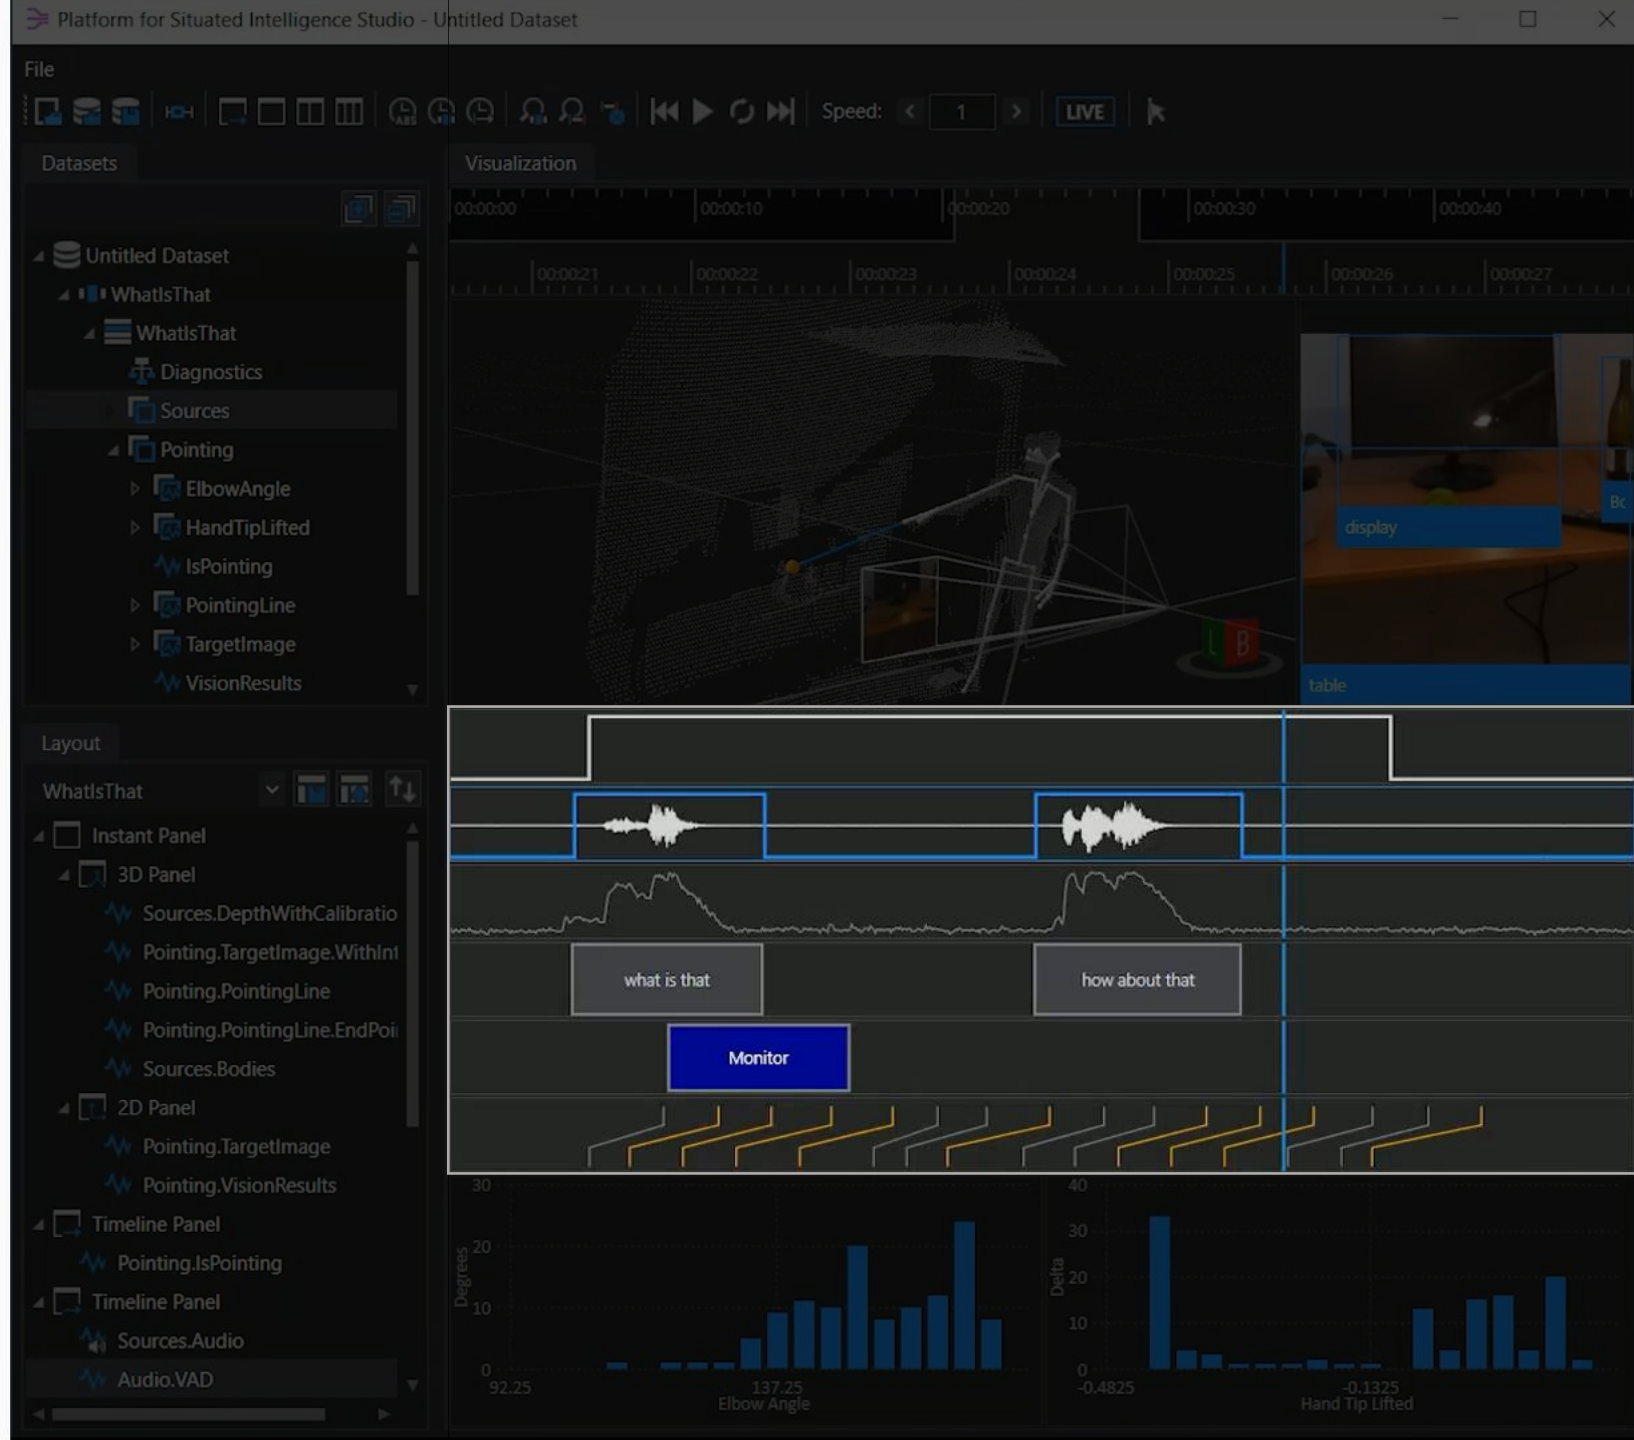 Platform for Situated Intelligence Studio - Untitled Dataset
File
ABS
Speed: < 1 > LIVE
Datasets
Visualization
00:00:00 00:00:10 00:00:20 00:00:30 00:00:40
00:00:21 00:00:22 00:00:23 00:00:24 00:00:25 00:00:26 00:00:27
Untitled Dataset
WhatIsThat
WhatIsThat
Diagnostics
Sources
Pointing
ElbowAngle
HandTipLifted
IsPointing
PointingLine
TargetImage
VisionResults
L B
display
Bc
table
Layout
WhatIsThat
Instant Panel
3D Panel
Sources.DepthWithCalibratio
Pointing.TargetImage.WithInt
Pointing.PointingLine
Pointing.PointingLine.EndPoi
Sources.Bodies
2D Panel
Pointing.TargetImage
Pointing.VisionResults
Timeline Panel
Pointing.IsPointing
Timeline Panel
Sources.Audio
Audio.VAD
what is that
how about that
Monitor
30
20
10
0
Degrees
92.25 137.25
Elbow Angle
40
30
20
10
0
Delta
-0.4825 -0.1325
Hand Tip Lifted